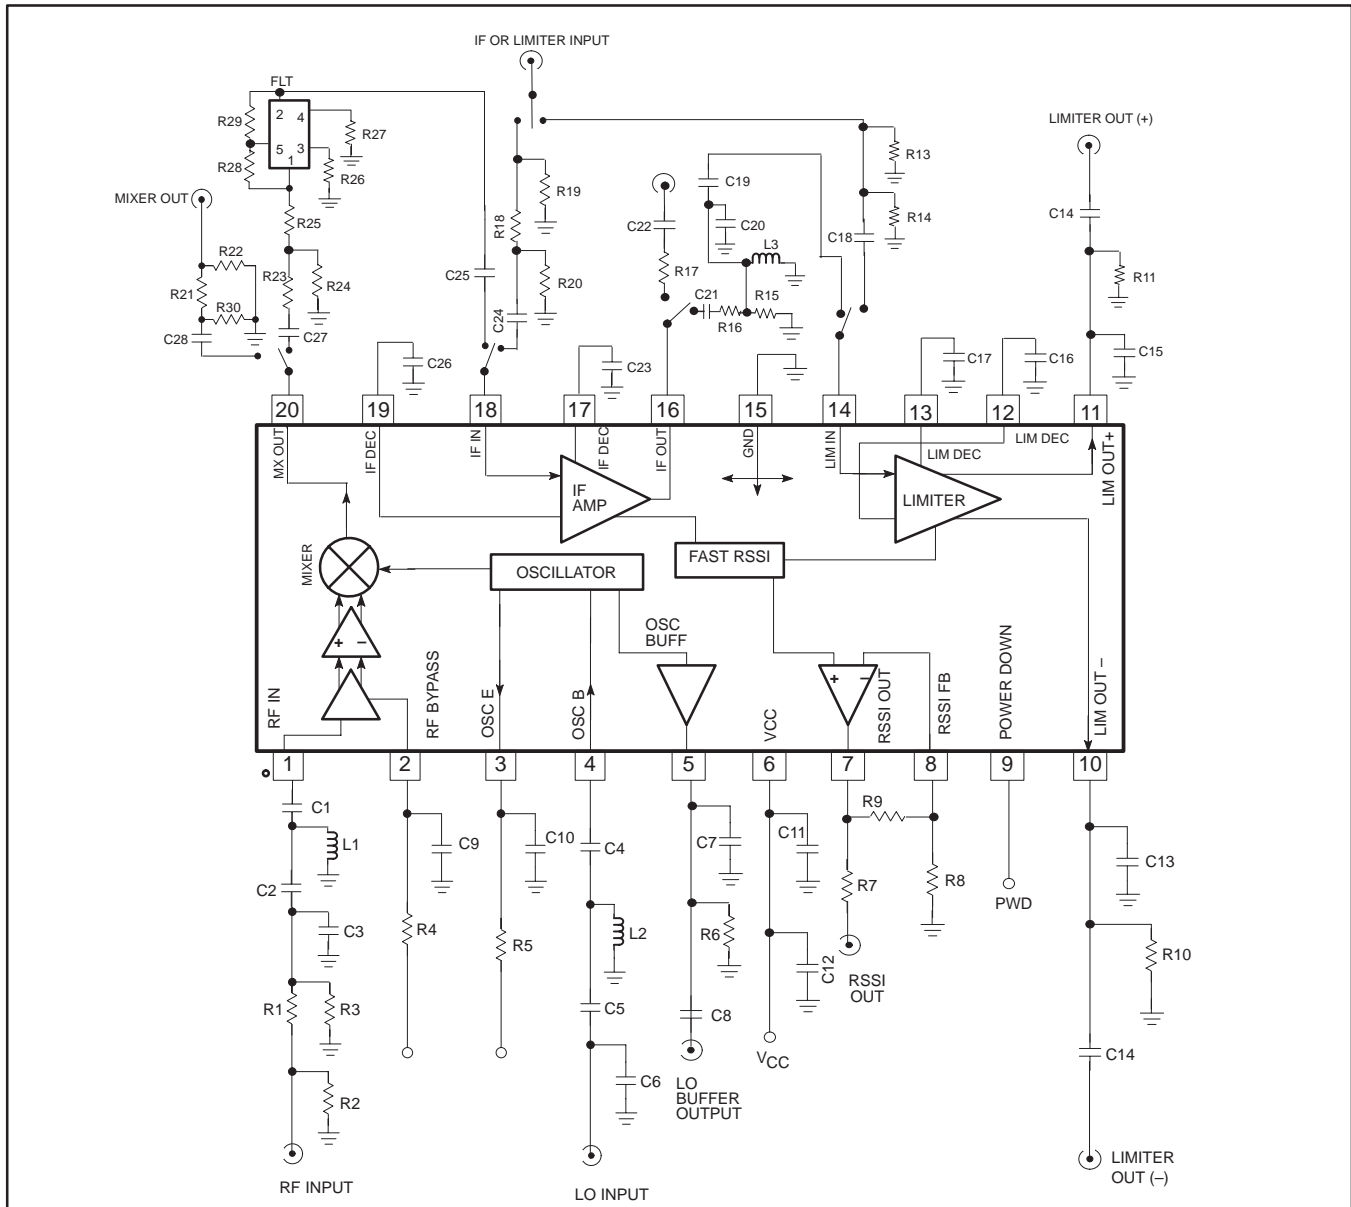 IF OR LIMITER INPUT
FLT
LIMITER OUT (+)
2
4
R29
R27
5
3
R28
1
R26
R13
MIXER OUT
C19
R19
R25
R18
C22
C20
R14
C14
C18
R22
L3
R23
R24
C25
R20
R17
R11
R21
R30
C24
C21
R15
R16
C28
C27
C26
C23
C17
C16
C15
20
19
18
17
16
15
14
13
12
11
MX OUT
IF DEC
IF IN
IF DEC
IF OUT
GND
LIM IN
LIM DEC
LIM DEC
LIM OUT+
IF
AMP
LIMITER
MIXER
OSCILLATOR
FAST RSSI
+
–
OSC
BUFF
+
–
RF IN
RF BYPASS
OSC E
OSC B
VCC
RSSI OUT
RSSI FB
POWER DOWN
LIM OUT –
1
2
3
4
5
6
7
8
9
10
C1
L1
C9
C10
C4
C7
C11
R9
C2
R7
R8
C13
PWD
C3
R4
R5
L2
R6
C12
R10
RSSI
OUT
R1
R3
C5
C8
VCC
C14
R2
C6
LO
BUFFER
OUTPUT
RF INPUT
LO INPUT
LIMITER
OUT (–)